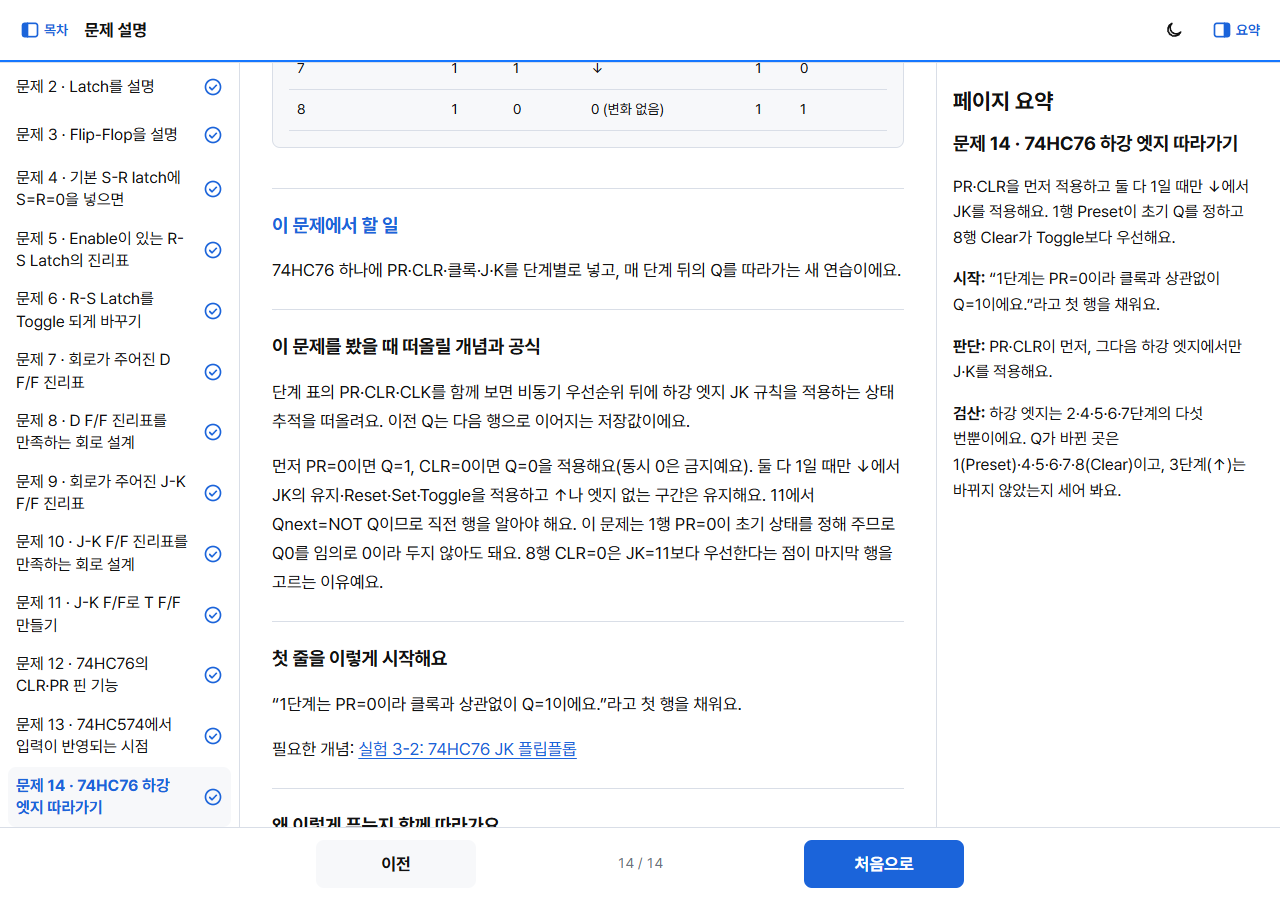 목차 문제 설명 요약
문제 2 · Latch를 설명
문제 3 · Flip-Flop을 설명
문제 4 · 기본 S-R latch에
S=R=0을 넣으면
문제 5 · Enable이 있는 R-
S Latch의 진리표
문제 6 · R-S Latch를
Toggle 되게 바꾸기
문제 7 · 회로가 주어진 D
F/F 진리표
문제 8 · D F/F 진리표를
만족하는 회로 설계
문제 9 · 회로가 주어진 J-K
F/F 진리표
문제 10 · J-K F/F 진리표를
만족하는 회로 설계
문제 11 · J-K F/F로 T F/F
만들기
문제 12 · 74HC76의
CLR·PR 핀 기능
문제 13 · 74HC574에서
입력이 반영되는 시점
문제 14 · 74HC76 하강
엣지 따라가기
7 1 1 ↓ 1 0
8 1 0 0 (변화 없음) 1 1
이 문제에서 할 일
74HC76 하나에 PR·CLR·클록·J·K를 단계별로 넣고, 매 단계 뒤의 Q를 따라가는 새 연습이에요.
이 문제를 봤을 때 떠올릴 개념과 공식
단계 표의 PR·CLR·CLK를 함께 보면 비동기 우선순위 뒤에 하강 엣지 JK 규칙을 적용하는 상태
추적을 떠올려요. 이전 Q는 다음 행으로 이어지는 저장값이에요.
먼저 PR=0이면 Q=1, CLR=0이면 Q=0을 적용해요(동시 0은 금지예요). 둘 다 1일 때만 ↓에서
JK의 유지·Reset·Set·Toggle을 적용하고 ↑나 엣지 없는 구간은 유지해요. 11에서
Qnext=NOT Q이므로 직전 행을 알아야 해요. 이 문제는 1행 PR=0이 초기 상태를 정해 주므로
Q0를 임의로 0이라 두지 않아도 돼요. 8행 CLR=0은 JK=11보다 우선한다는 점이 마지막 행을
고르는 이유예요.
첫 줄을 이렇게 시작해요
“1단계는 PR=0이라 클록과 상관없이 Q=1이에요.”라고 첫 행을 채워요.
필요한 개념: 실험 3-2: 74HC76 JK 플립플롭
왜 이렇게 푸는지 함께 따라가요
페이지 요약
문제 14 · 74HC76 하강 엣지 따라가기
PR·CLR을 먼저 적용하고 둘 다 1일 때만 ↓에서
JK를 적용해요. 1행 Preset이 초기 Q를 정하고
8행 Clear가 Toggle보다 우선해요.
시작: “1단계는 PR=0이라 클록과 상관없이
Q=1이에요.”라고 첫 행을 채워요.
판단: PR·CLR이 먼저, 그다음 하강 엣지에서만
J·K를 적용해요.
검산: 하강 엣지는 2·4·5·6·7단계의 다섯
번뿐이에요. Q가 바뀐 곳은
1(Preset)·4·5·6·7·8(Clear)이고, 3단계(↑)는
바뀌지 않았는지 세어 봐요.
이전 14 / 14 처음으로